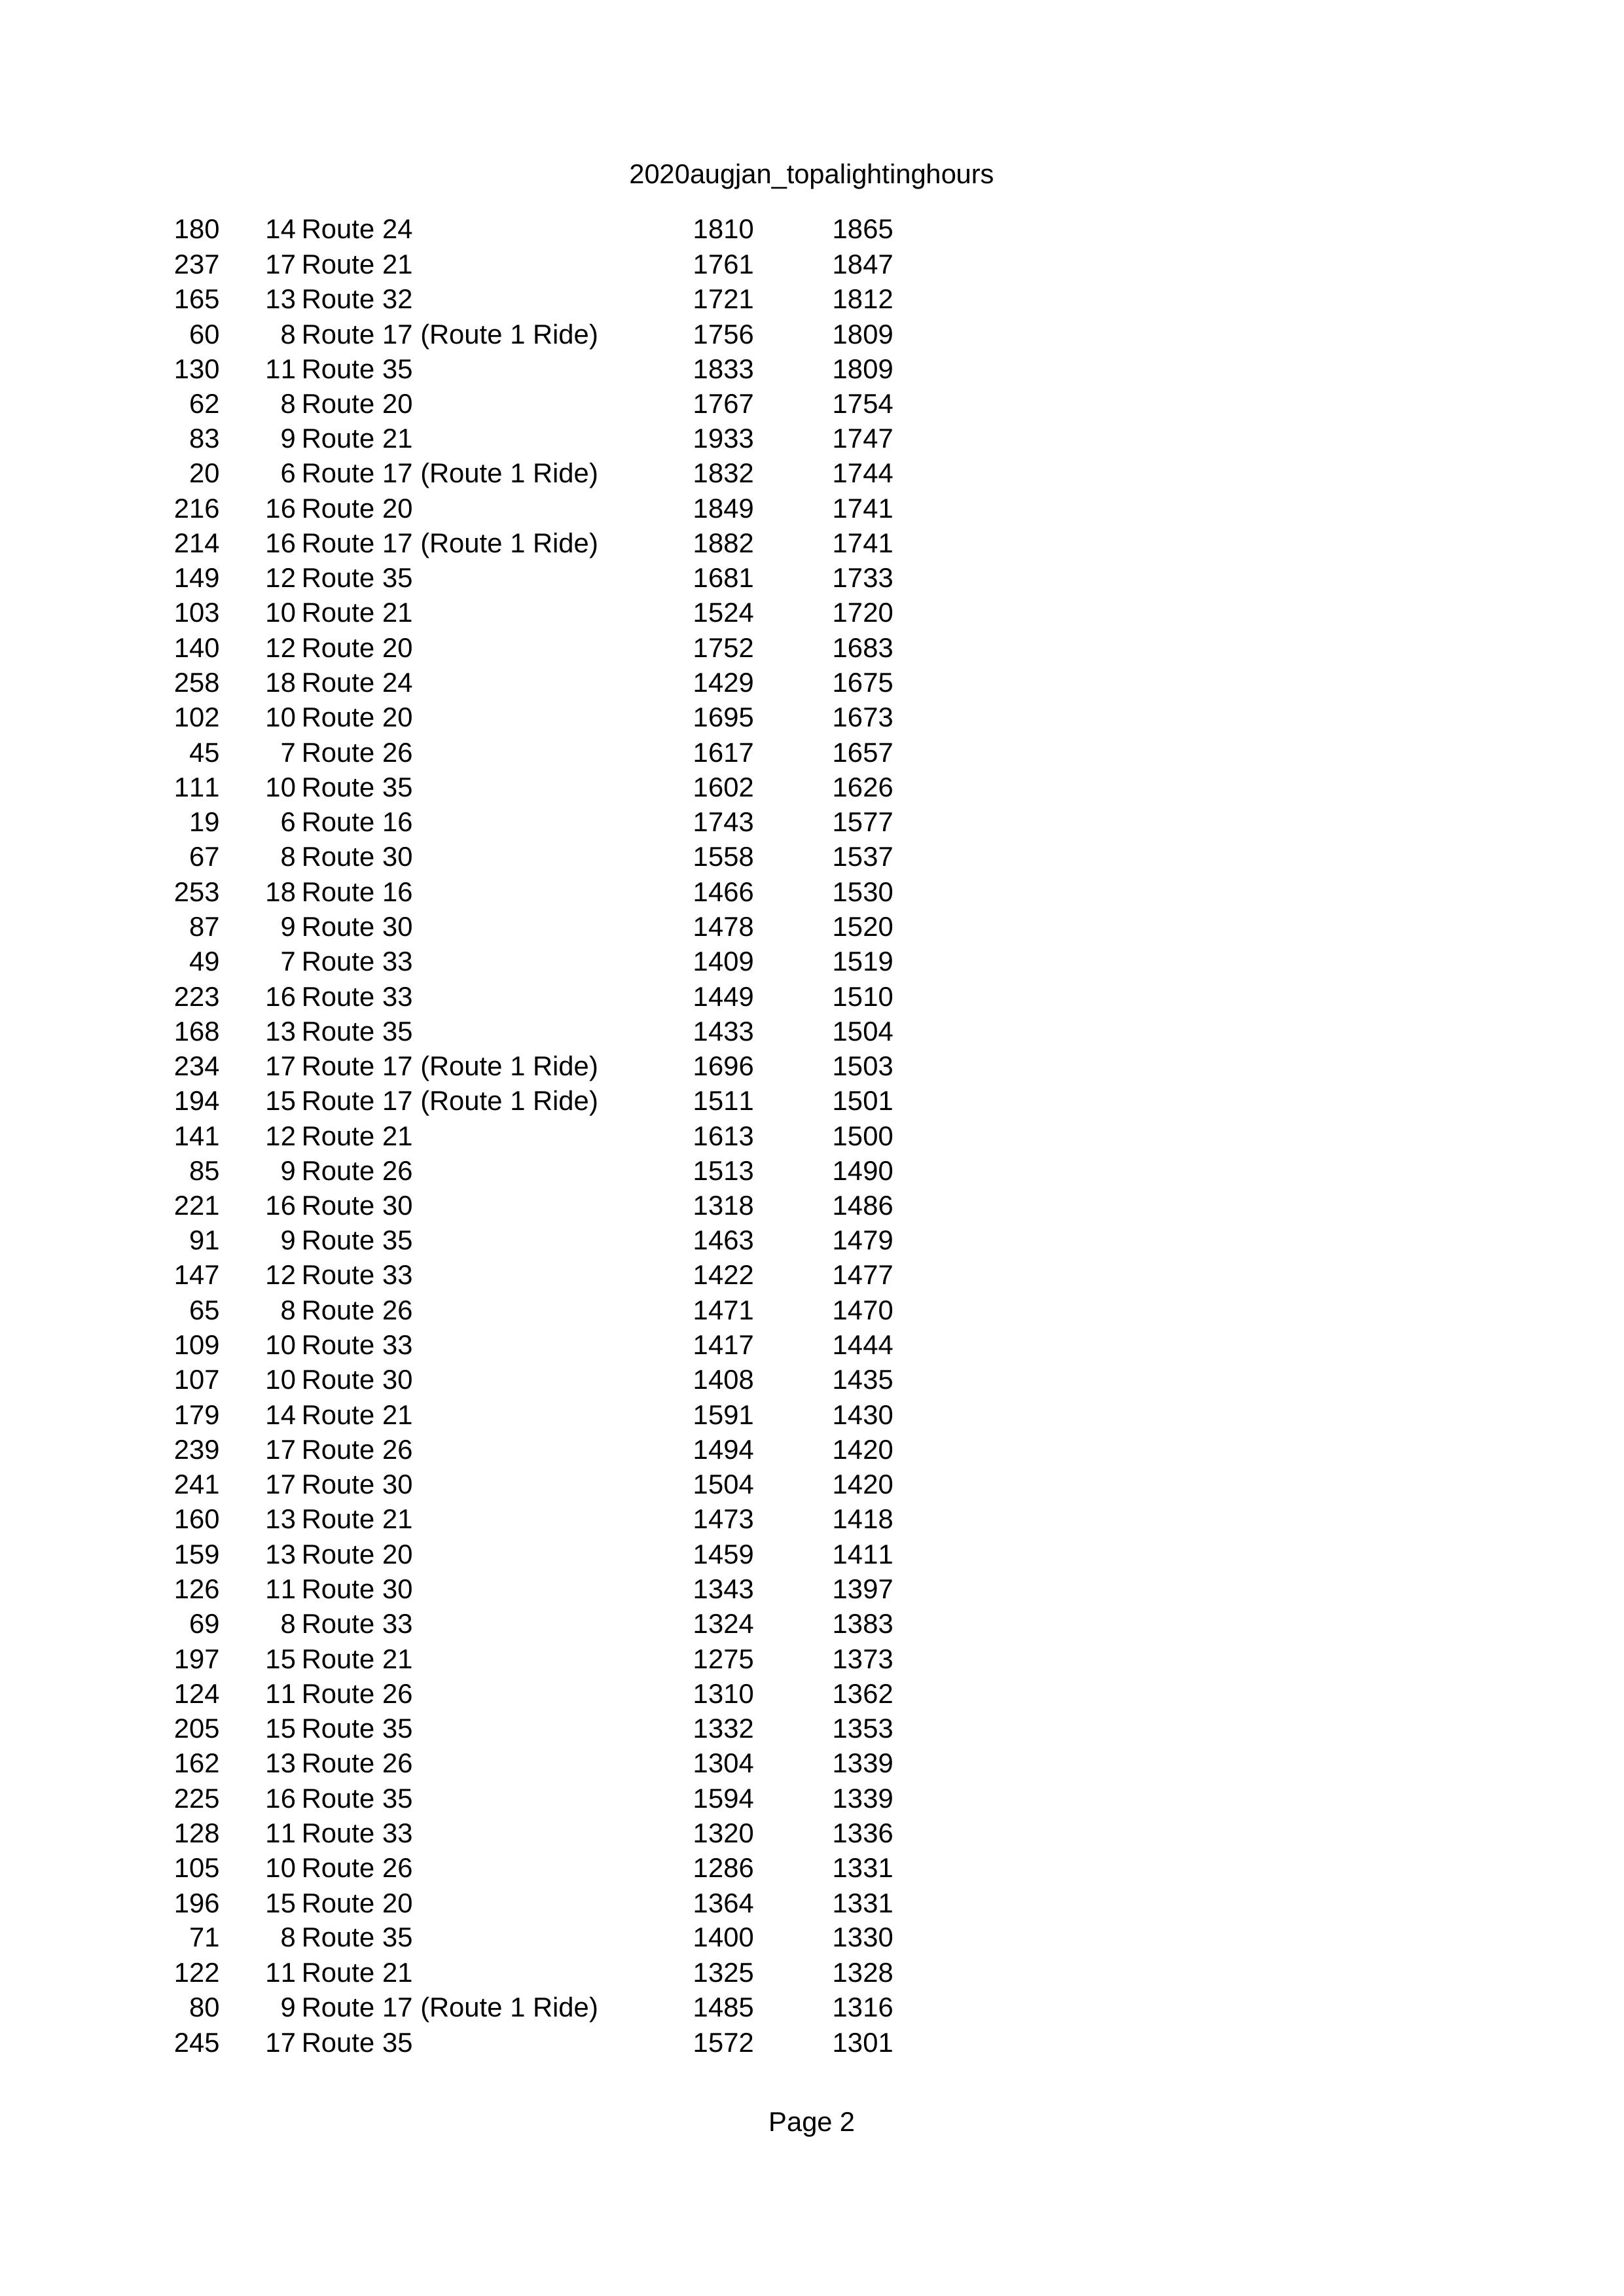 2020augjan_topalightinghours
180 14 Route 24 1810 1865
237 17 Route 21 1761 1847
165 13 Route 32 1721 1812
60 8 Route 17 (Route 1 Ride) 1756 1809
130 11 Route 35 1833 1809
62 8 Route 20 1767 1754
83 9 Route 21 1933 1747
20 6 Route 17 (Route 1 Ride) 1832 1744
216 16 Route 20 1849 1741
214 16 Route 17 (Route 1 Ride) 1882 1741
149 12 Route 35 1681 1733
103 10 Route 21 1524 1720
140 12 Route 20 1752 1683
258 18 Route 24 1429 1675
102 10 Route 20 1695 1673
45 7 Route 26 1617 1657
111 10 Route 35 1602 1626
19 6 Route 16 1743 1577
67 8 Route 30 1558 1537
253 18 Route 16 1466 1530
87 9 Route 30 1478 1520
49 7 Route 33 1409 1519
223 16 Route 33 1449 1510
168 13 Route 35 1433 1504
234 17 Route 17 (Route 1 Ride) 1696 1503
194 15 Route 17 (Route 1 Ride) 1511 1501
141 12 Route 21 1613 1500
85 9 Route 26 1513 1490
221 16 Route 30 1318 1486
91 9 Route 35 1463 1479
147 12 Route 33 1422 1477
65 8 Route 26 1471 1470
109 10 Route 33 1417 1444
107 10 Route 30 1408 1435
179 14 Route 21 1591 1430
239 17 Route 26 1494 1420
241 17 Route 30 1504 1420
160 13 Route 21 1473 1418
159 13 Route 20 1459 1411
126 11 Route 30 1343 1397
69 8 Route 33 1324 1383
197 15 Route 21 1275 1373
124 11 Route 26 1310 1362
205 15 Route 35 1332 1353
162 13 Route 26 1304 1339
225 16 Route 35 1594 1339
128 11 Route 33 1320 1336
105 10 Route 26 1286 1331
196 15 Route 20 1364 1331
71 8 Route 35 1400 1330
122 11 Route 21 1325 1328
80 9 Route 17 (Route 1 Ride) 1485 1316
245 17 Route 35 1572 1301
Page 2